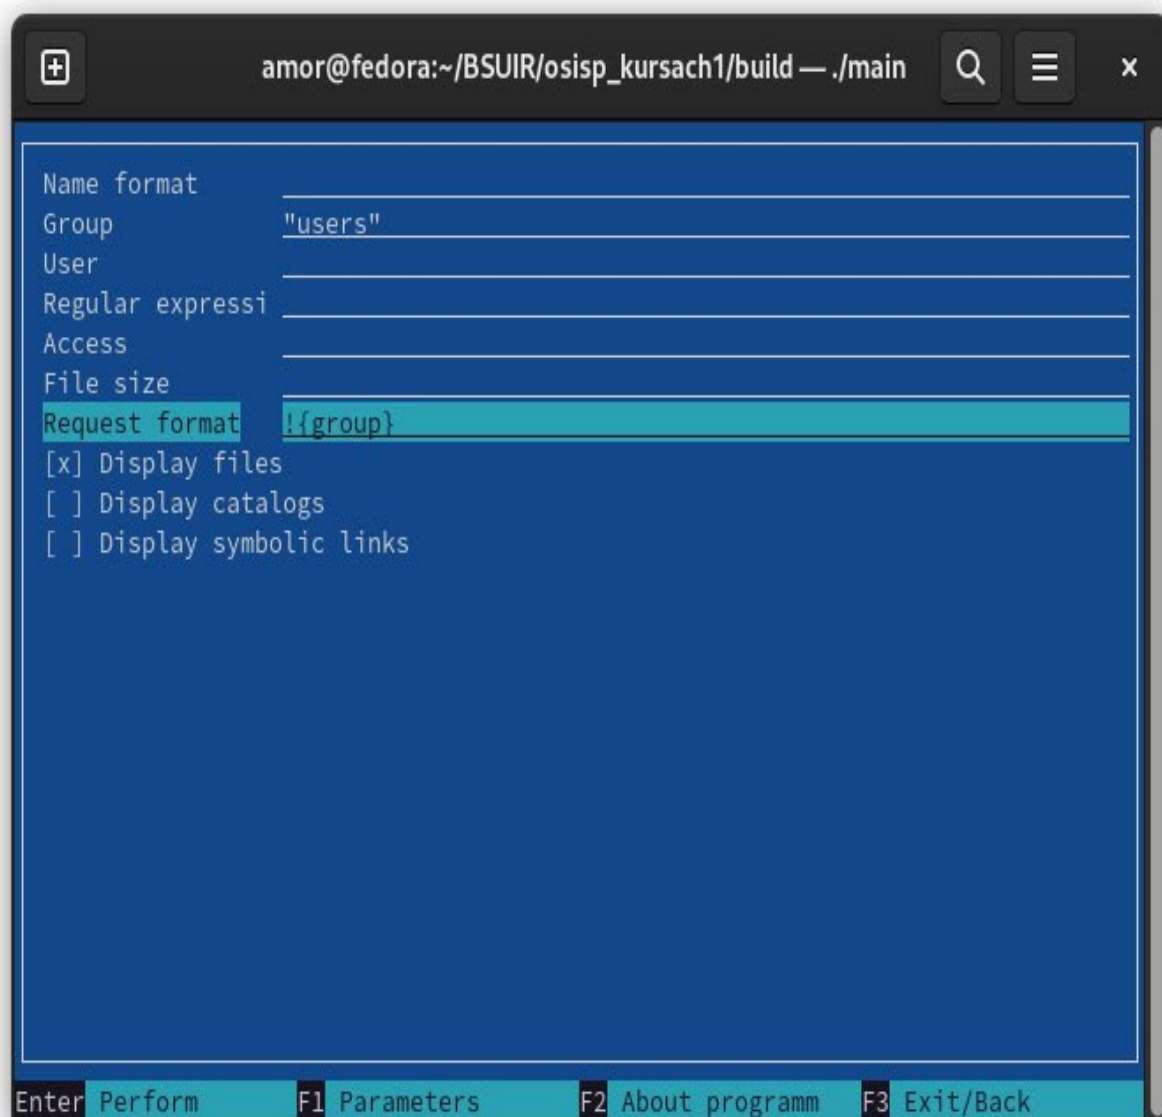 amor@fedora:~/BSUIR/osisp_kursach1/build — ./main
Name format
Group "users"
User
Regular expressi
Access
File size
Request format !{group}
[x] Display files
[ ] Display catalogs
[ ] Display symbolic links
Enter Perform F1 Parameters F2 About programm F3 Exit/Back